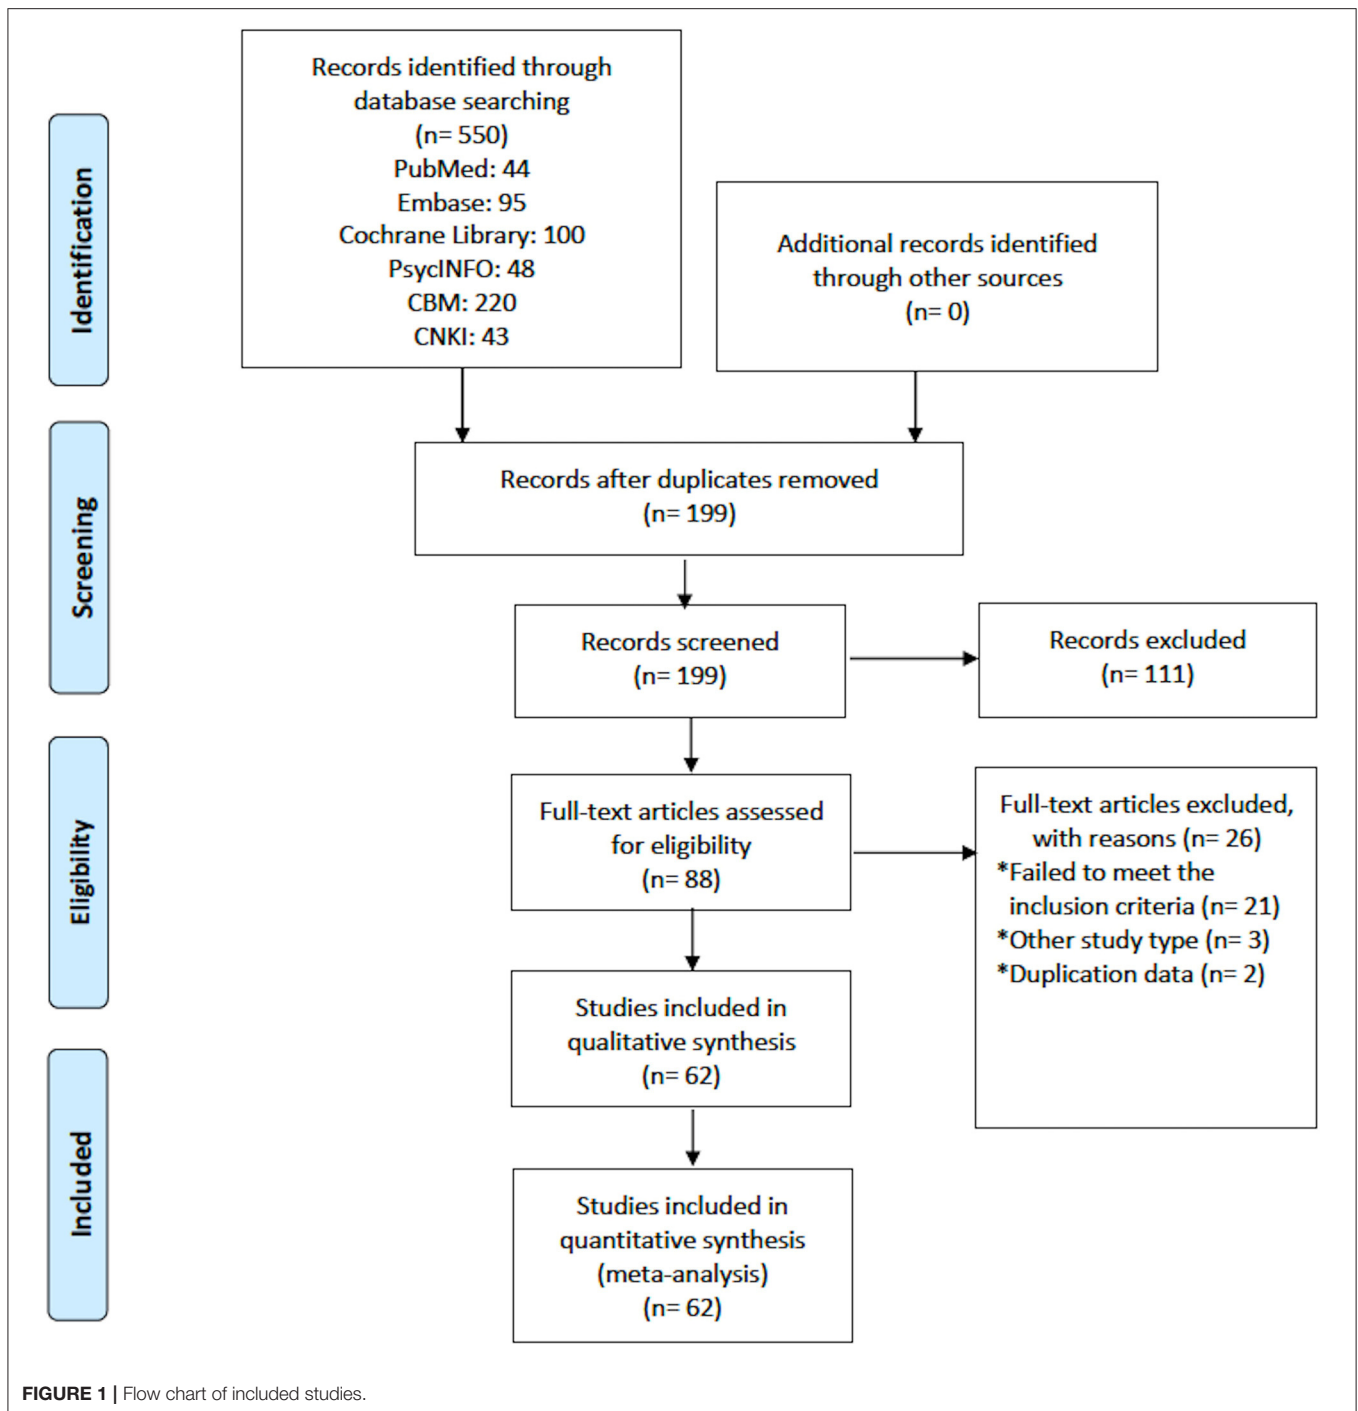 Records identified through
database searching
(n= 550)
PubMed: 44
Embase: 95
Cochrane Library: 100
PsycINFO: 48
CBM: 220
CNKI: 43
Additional records identified
through other sources
(n= 0)
Identification
Records after duplicates removed
(n= 199)
Screening
Records screened
(n= 199)
Records excluded
(n= 111)
Full-text articles assessed
for eligibility
(n= 88)
Full-text articles excluded,
with reasons (n= 26)
*Failed to meet the
inclusion criteria (n= 21)
*Other study type (n= 3)
*Duplication data (n= 2)
Eligibility
Studies included in
qualitative synthesis
(n= 62)
Included
Studies included in
quantitative synthesis
(meta-analysis)
(n= 62)
FIGURE 1 | Flow chart of included studies.